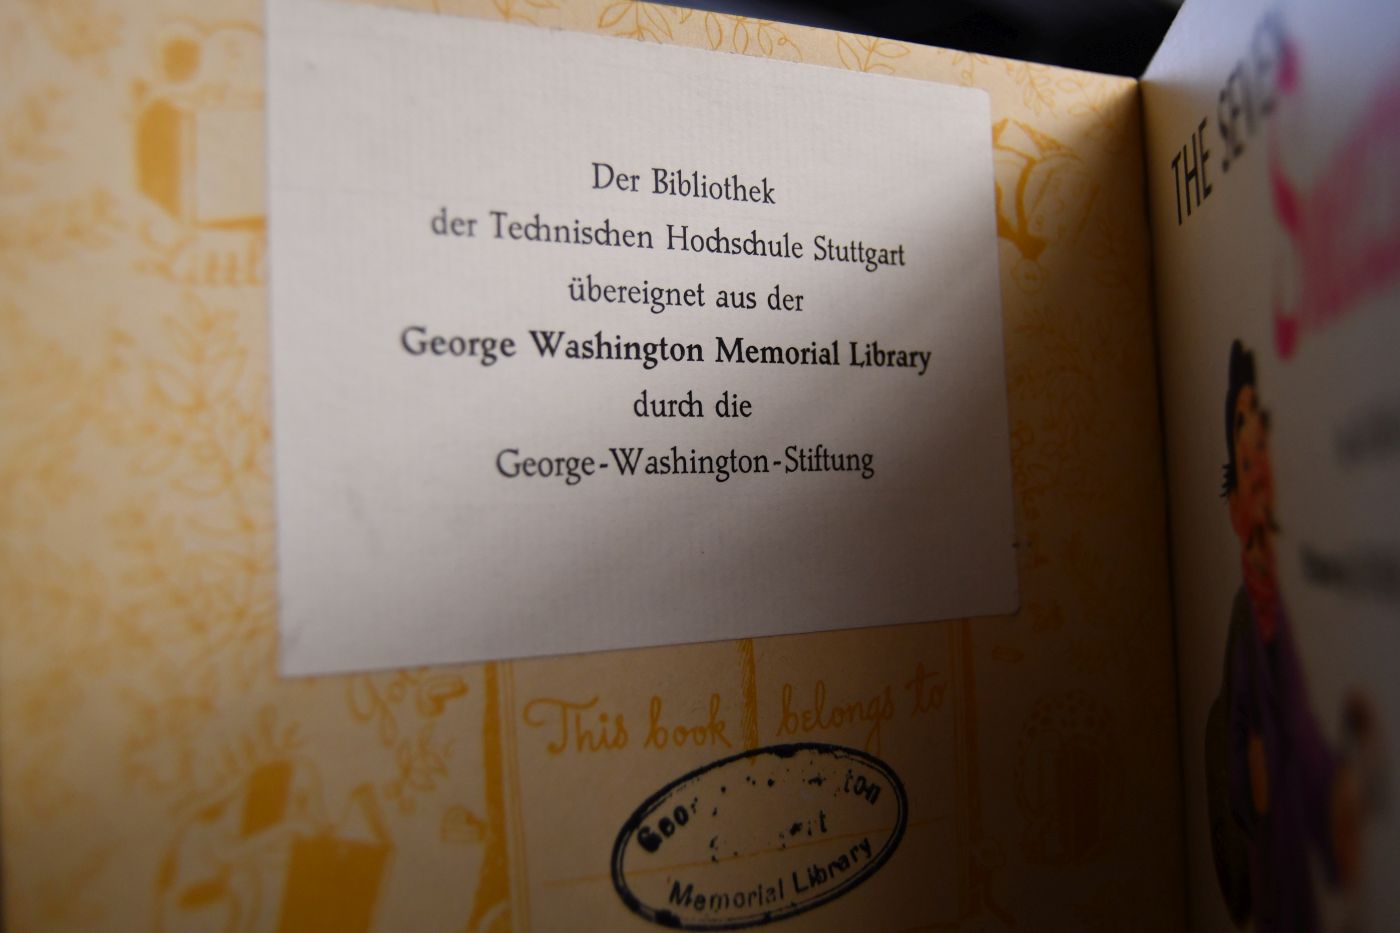 Der Bibliothek
der Technischen Hochschule Stuttgart
übereignet aus der
George Washington Memorial Library
durch die
George-Washington-Stiftung
This book belongs to
Memorial Library
THE SEVEN